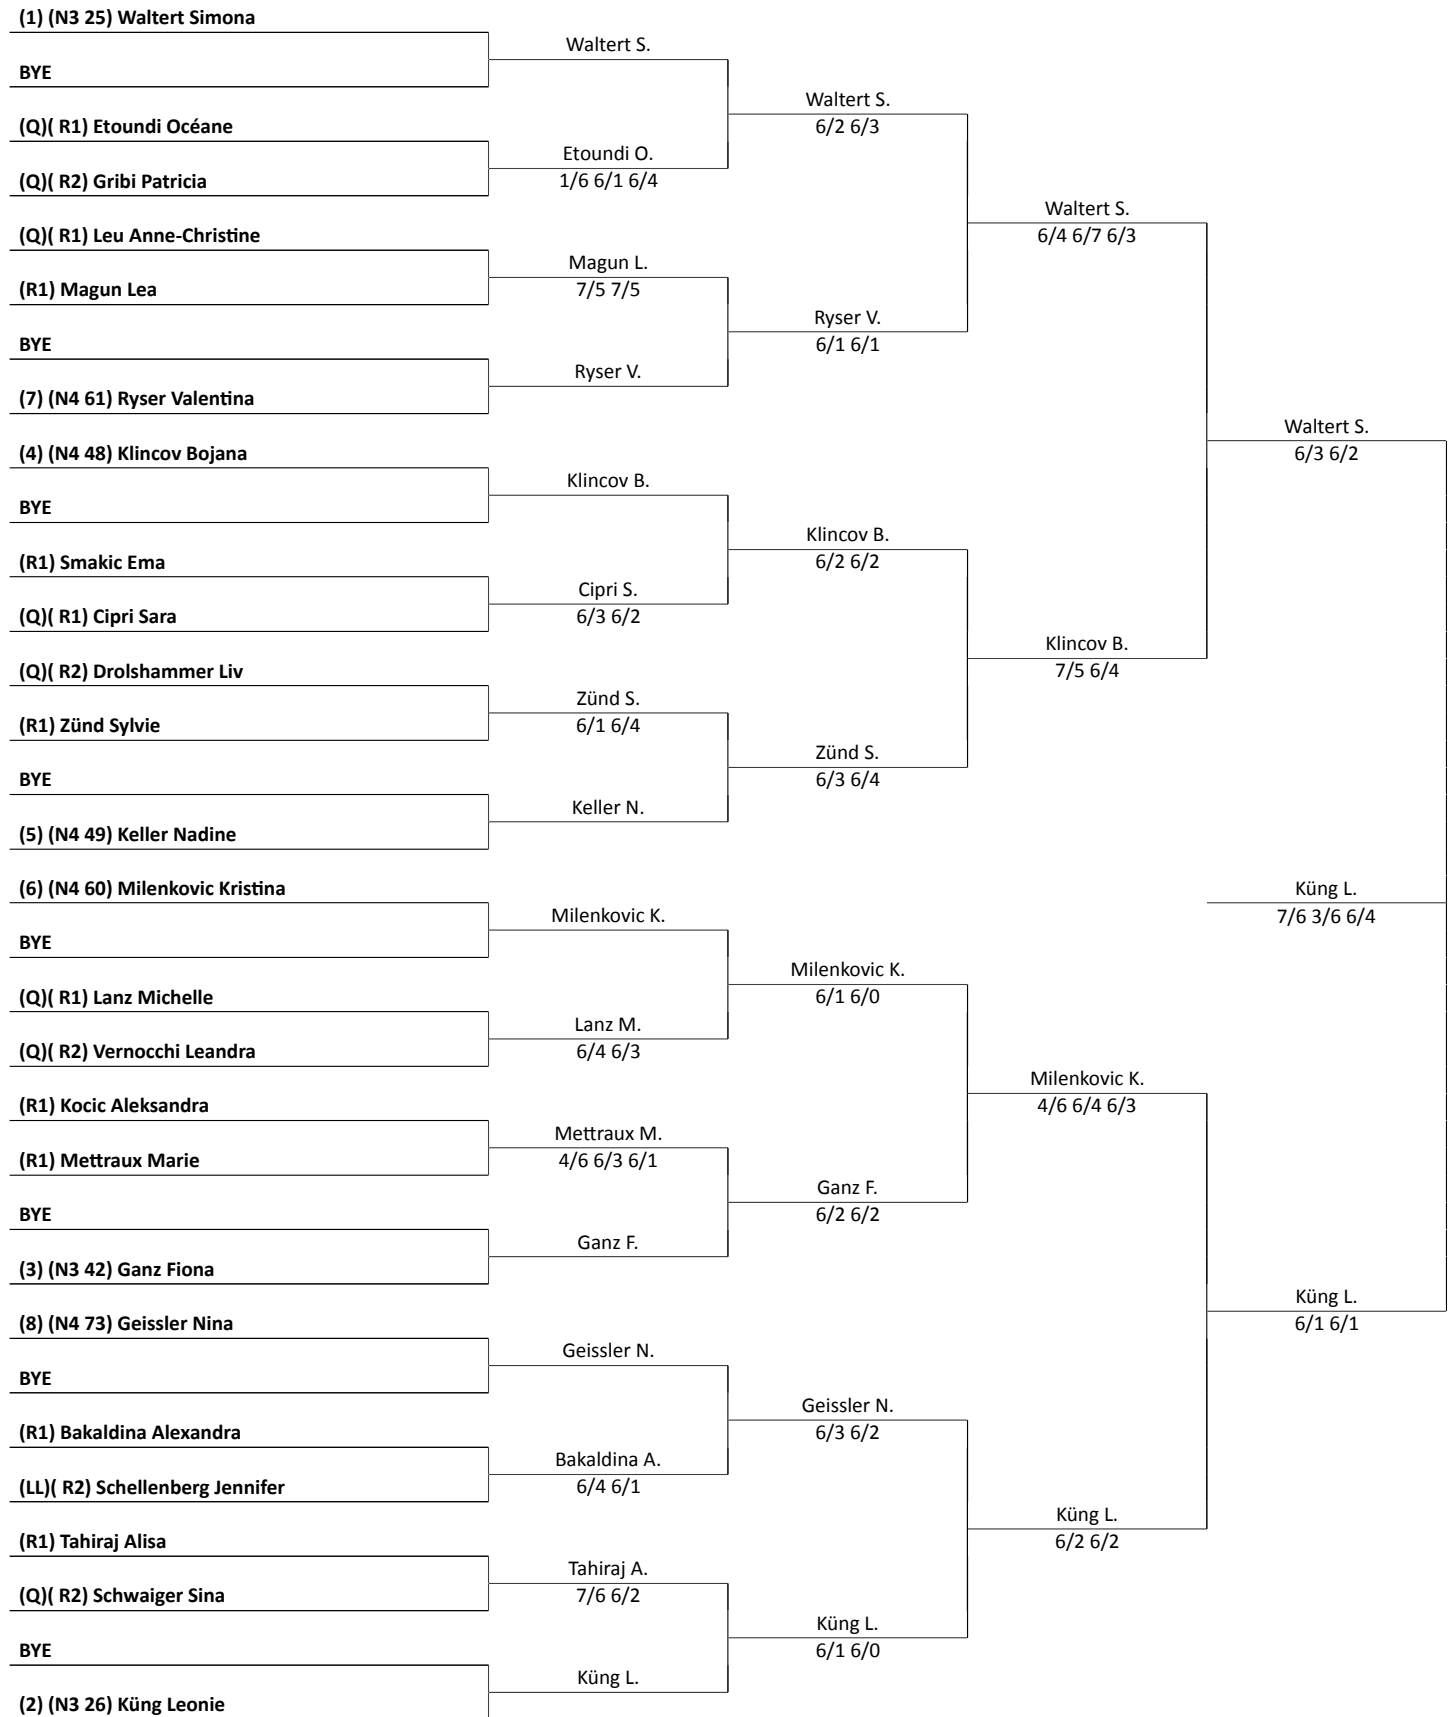 (1) (N3 25) Waltert Simona
Waltert S.
BYE
Waltert S.
6/2 6/3
(Q)( R1) Etoundi Océane
Etoundi O.
1/6 6/1 6/4
(Q)( R2) Gribi Patricia
Waltert S.
6/4 6/7 6/3
(Q)( R1) Leu Anne-Christine
Magun L.
7/5 7/5
(R1) Magun Lea
Ryser V.
6/1 6/1
BYE
Ryser V.
(7) (N4 61) Ryser Valentina
Waltert S.
6/3 6/2
(4) (N4 48) Klincov Bojana
Klincov B.
BYE
Klincov B.
6/2 6/2
(R1) Smakic Ema
Cipri S.
6/3 6/2
(Q)( R1) Cipri Sara
Klincov B.
7/5 6/4
(Q)( R2) Drolshammer Liv
Zünd S.
6/1 6/4
(R1) Zünd Sylvie
Zünd S.
6/3 6/4
BYE
Keller N.
(5) (N4 49) Keller Nadine
(6) (N4 60) Milenkovic Kristina
Küng L.
7/6 3/6 6/4
Milenkovic K.
BYE
Milenkovic K.
6/1 6/0
(Q)( R1) Lanz Michelle
Lanz M.
6/4 6/3
(Q)( R2) Vernocchi Leandra
Milenkovic K.
4/6 6/4 6/3
(R1) Kocic Aleksandra
Mettraux M.
4/6 6/3 6/1
(R1) Mettraux Marie
Ganz F.
6/2 6/2
BYE
Ganz F.
(3) (N3 42) Ganz Fiona
Küng L.
6/1 6/1
(8) (N4 73) Geissler Nina
Geissler N.
BYE
Geissler N.
6/3 6/2
(R1) Bakaldina Alexandra
Bakaldina A.
6/4 6/1
(LL)( R2) Schellenberg Jennifer
Küng L.
6/2 6/2
(R1) Tahiraj Alisa
Tahiraj A.
7/6 6/2
(Q)( R2) Schwaiger Sina
Küng L.
6/1 6/0
BYE
Küng L.
(2) (N3 26) Küng Leonie